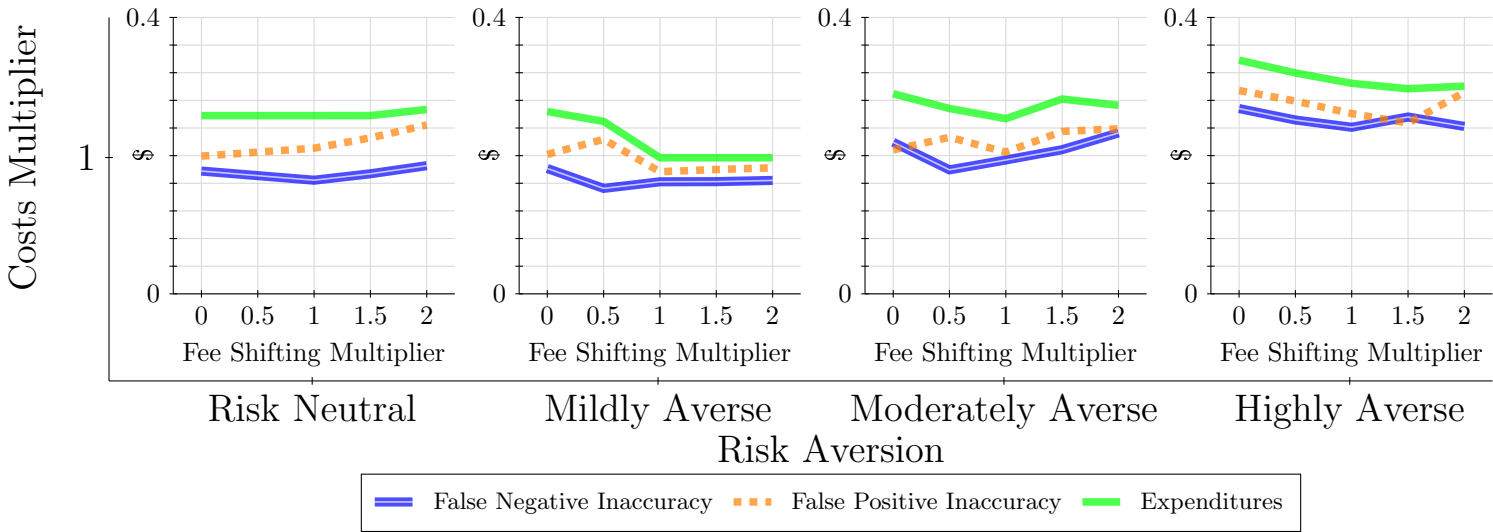 Costs Multiplier
1
0.4
$
0
0 0.5 1 1.5 2
Fee Shifting Multiplier
0.4
$
0
0 0.5 1 1.5 2
Fee Shifting Multiplier
0.4
$
0
0 0.5 1 1.5 2
Fee Shifting Multiplier
0.4
$
0
0 0.5 1 1.5 2
Fee Shifting Multiplier
Risk Neutral
Mildly Averse
Moderately Averse
Highly Averse
Risk Aversion
False Negative Inaccuracy False Positive Inaccuracy Expenditures